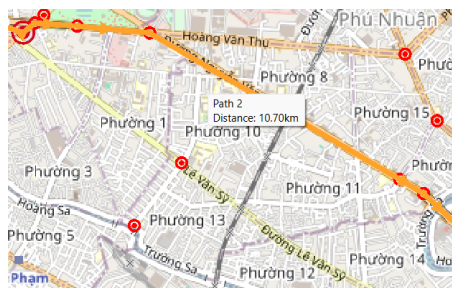 Phú Nhuận
Hoàng Văn Thụ
Phường 8
Path 2
Distance: 10.70km
Phường 15
Phường 1
Phường 10
Phường 3
Lê Văn Sỹ
Phường 11
Hoàng Sa
Phường 13
Phường 5
Đường Lê Văn Sỹ
Trường Sa
Phường 12
Phường 14
Phạm